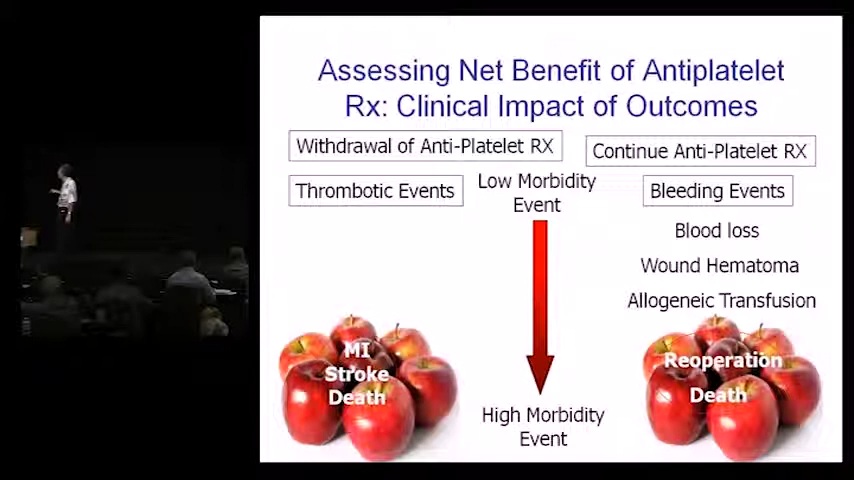 Assessing Net Benefit of Antiplatelet
Rx: Clinical Impact of Outcomes
Withdrawal of Anti-Platelet RX
Continue Anti-Platelet RX
Thrombotic Events
Low Morbidity
Event
Bleeding Events
Blood loss
Wound Hematoma
Allogeneic Transfusion
MI
Stroke
Death
Reoperation
Death
High Morbidity
Event